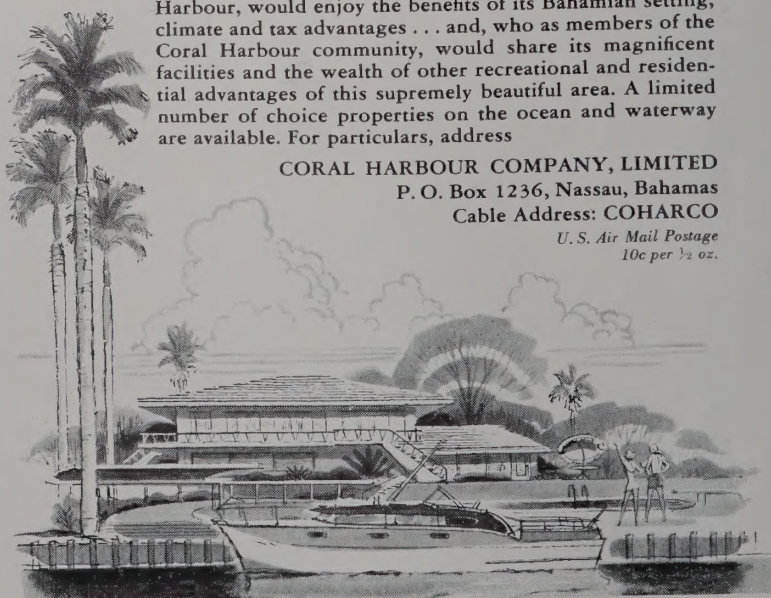 Harbour, would enjoy the benefits of its Bahamian setting,
climate and tax advantages . . . and, who as members of the
Coral Harbour community, would share its magnificent
facilities and the wealth of other recreational and residen-
tial advantages of this supremely beautiful area. A limited
number of choice properties on the ocean and waterway
are available. For particulars, address
CORAL HARBOUR COMPANY, LIMITED
P. O. Box 1236, Nassau, Bahamas
Cable Address: COHARCO
U. S. Air Mail Postage
10c per ½ oz.